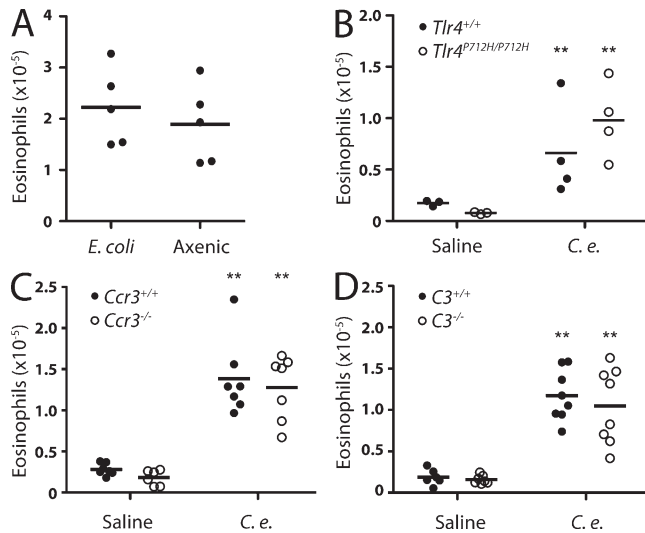 A
Eosinophils (x10-5)
4
3
2
1
0
E. coli
Axenic
B
Eosinophils (x10-5)
2.0
1.5
1.0
0.5
0
Tlr4+/+
Tlr4P712H/P712H
** **
Saline
C. e.
C
Eosinophils (x10-5)
2.5
2.0
1.5
1.0
0.5
0
Ccr3+/+
Ccr3-/-
** **
Saline
C. e.
D
Eosinophils (x10-5)
2.5
2.0
1.5
1.0
0.5
0
C3+/+
C3-/-
** **
Saline
C. e.